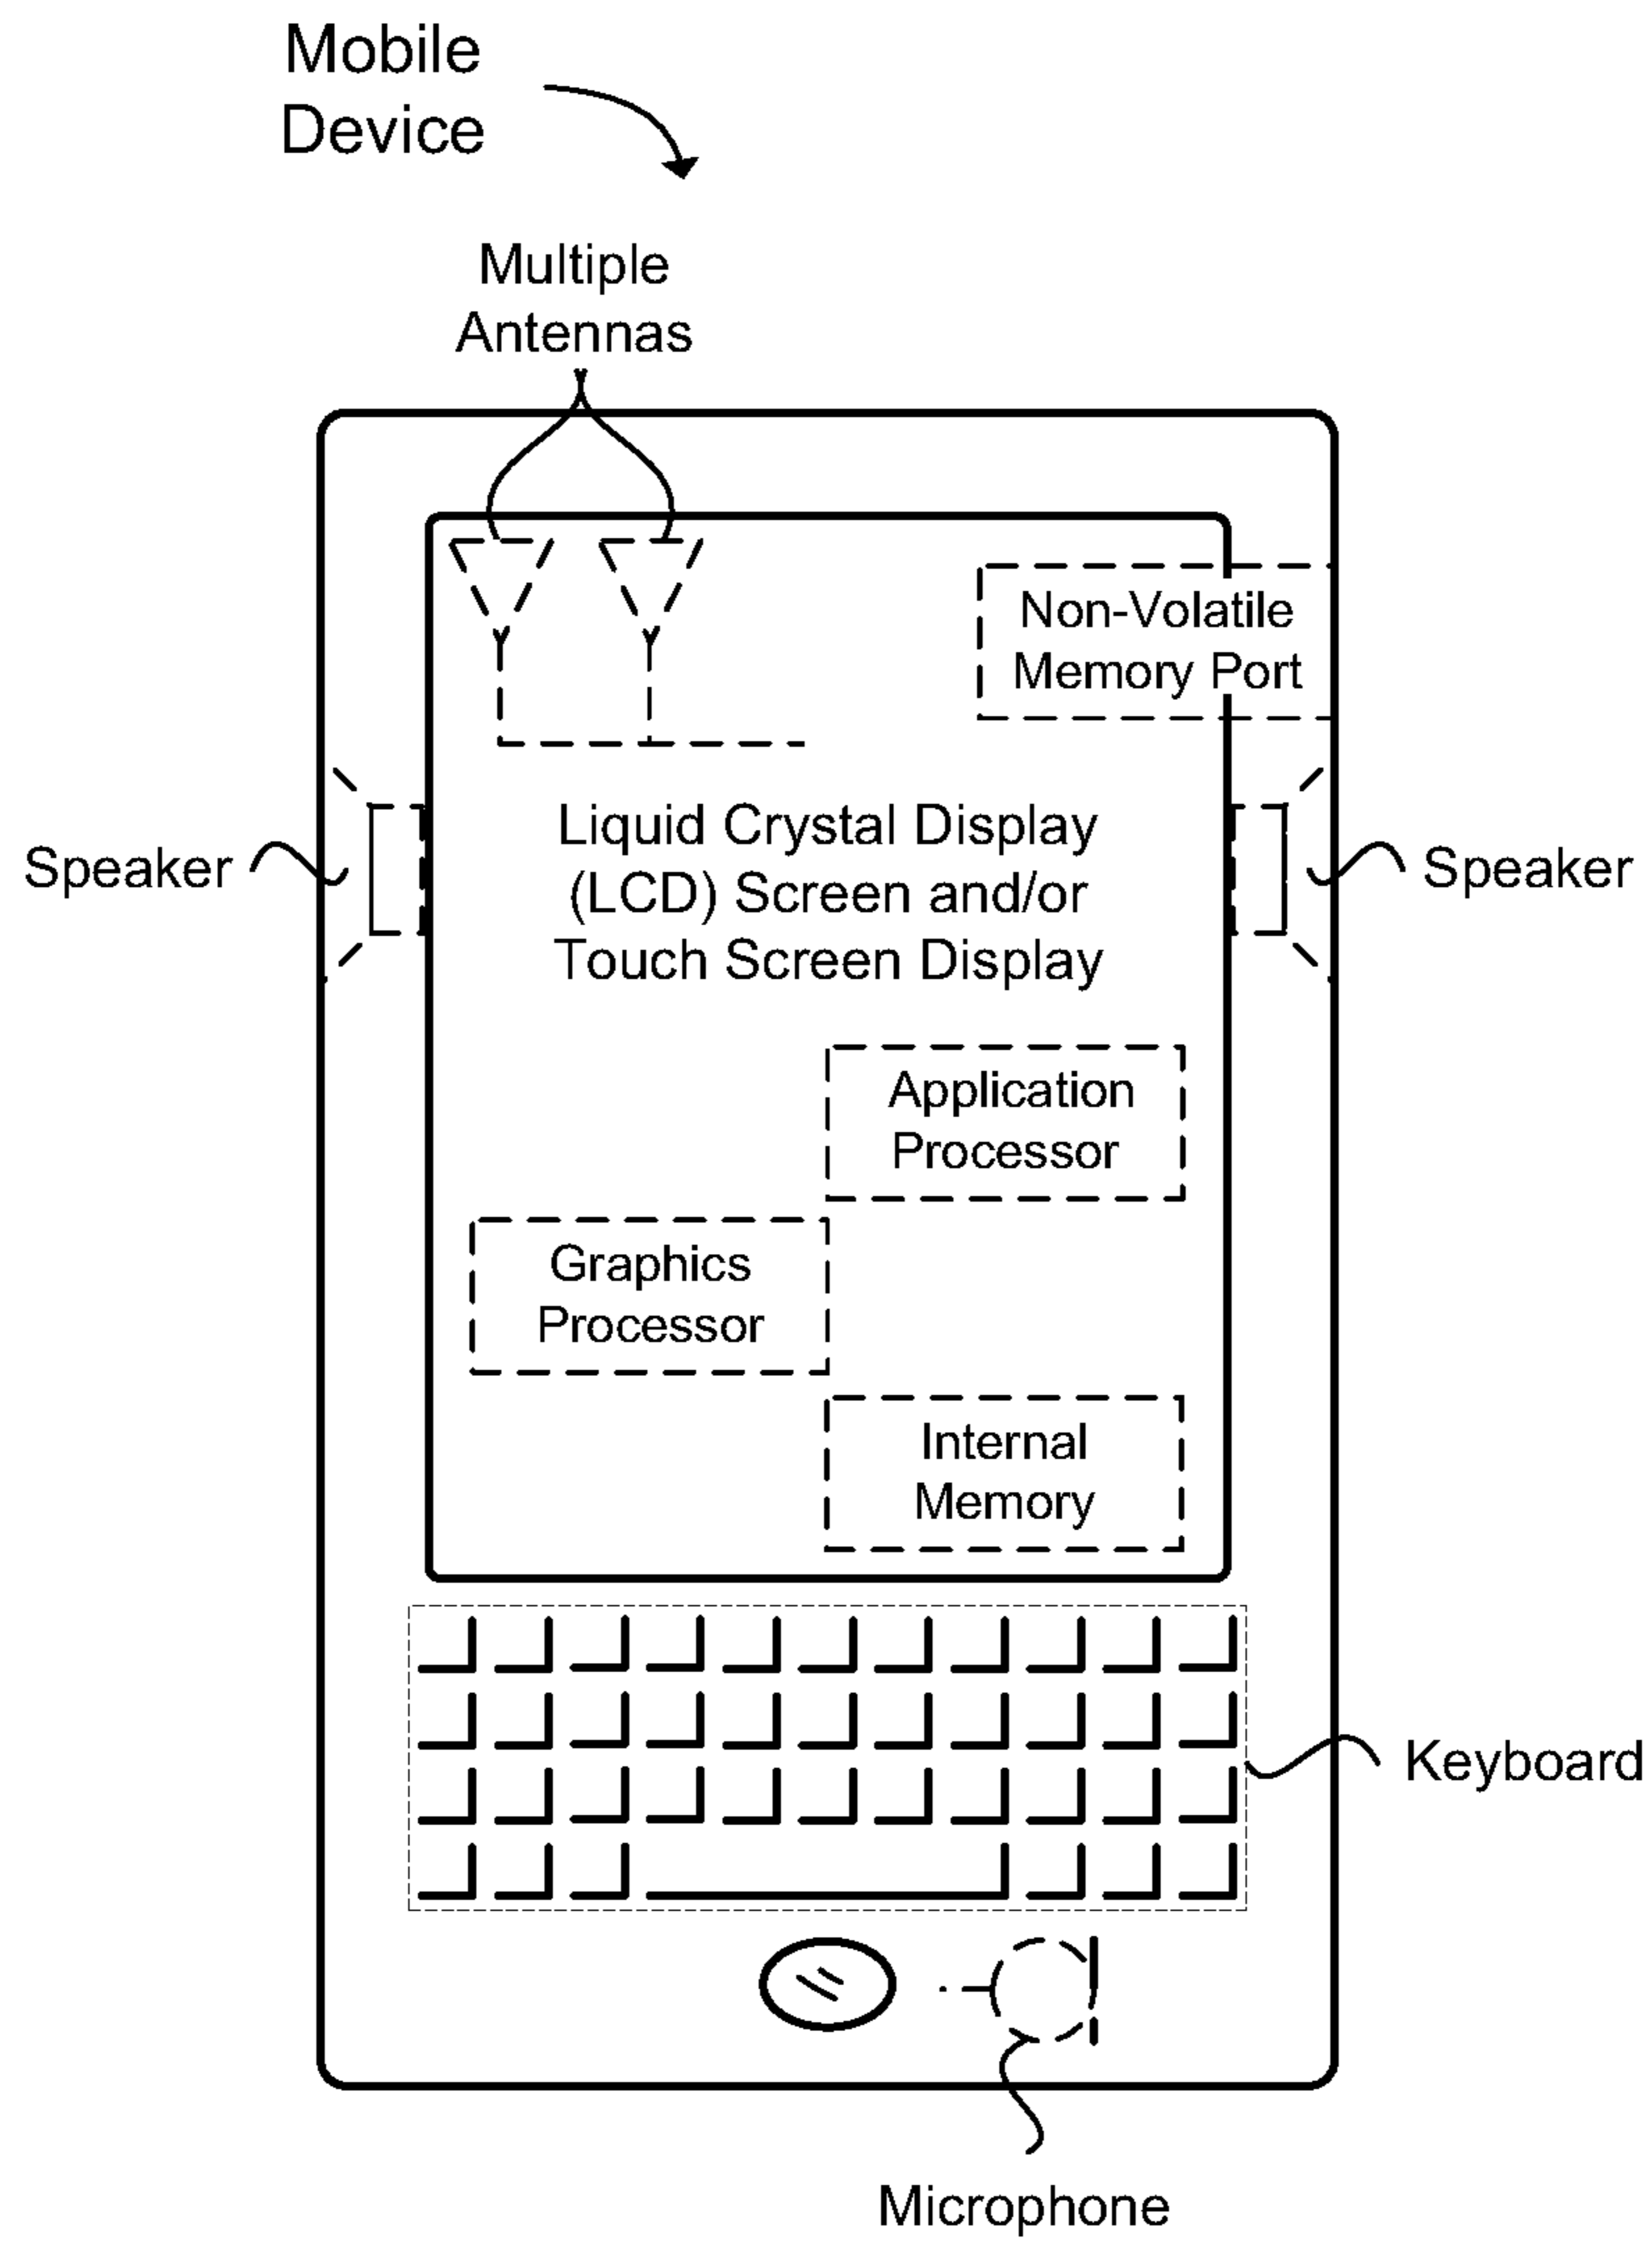 Mobile
Device
Multiple
Antennas
Non-Volatile
Memory Port
Speaker
Liquid Crystal Display
(LCD) Screen and/or
Touch Screen Display
Speaker
Application
Processor
Graphics
Processor
Internal
Memory
Keyboard
Microphone